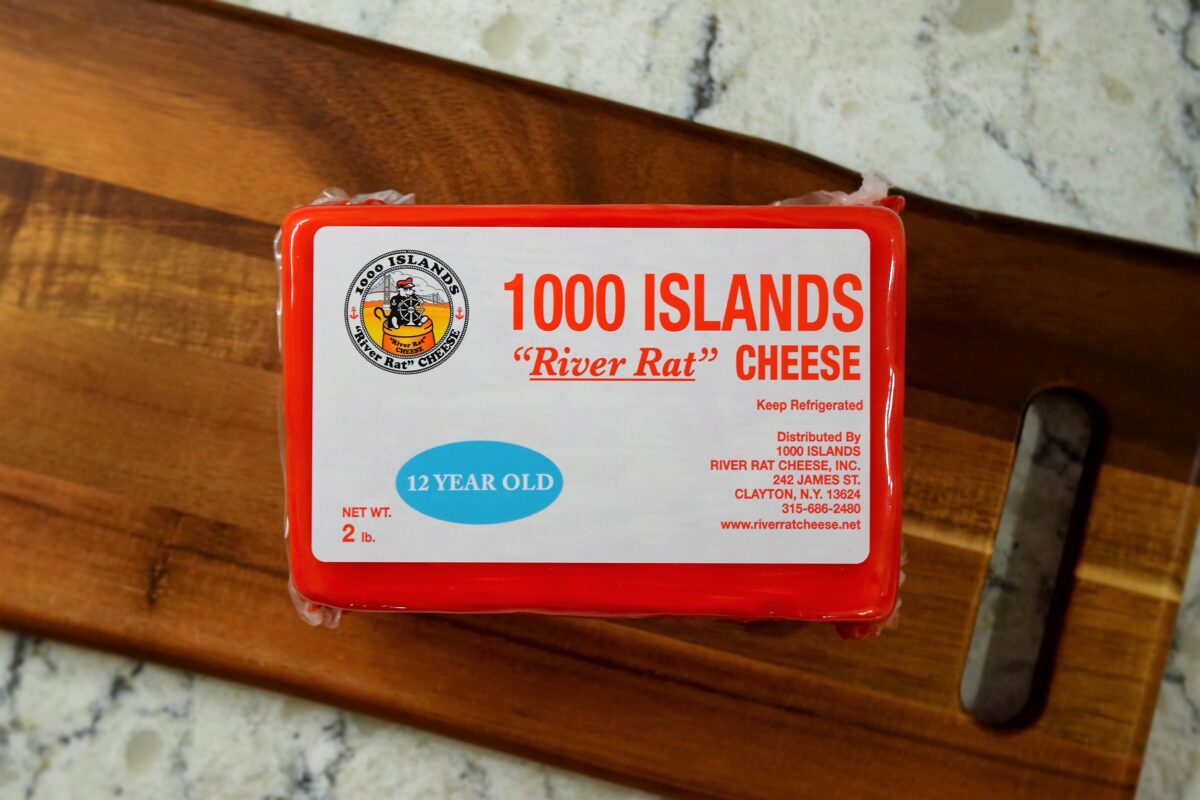 1000 ISLANDS
"River Rat"
CHEESE
"River Rat" CHEESE
1000 ISLANDS
“River Rat” CHEESE
Keep Refrigerated
Distributed By
1000 ISLANDS
RIVER RAT CHEESE, INC.
242 JAMES ST.
CLAYTON, N.Y. 13624
315-686-2480
www.riverratcheese.net
12 YEAR OLD
NET WT.
2 lb.